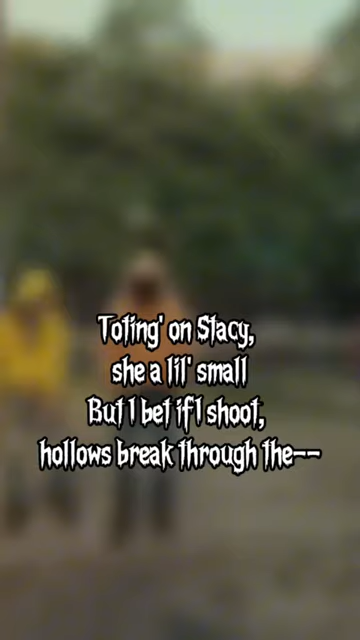 Toting' on Stacy,
she a lil' small
But I bet if I shoot,
hollows break through the--